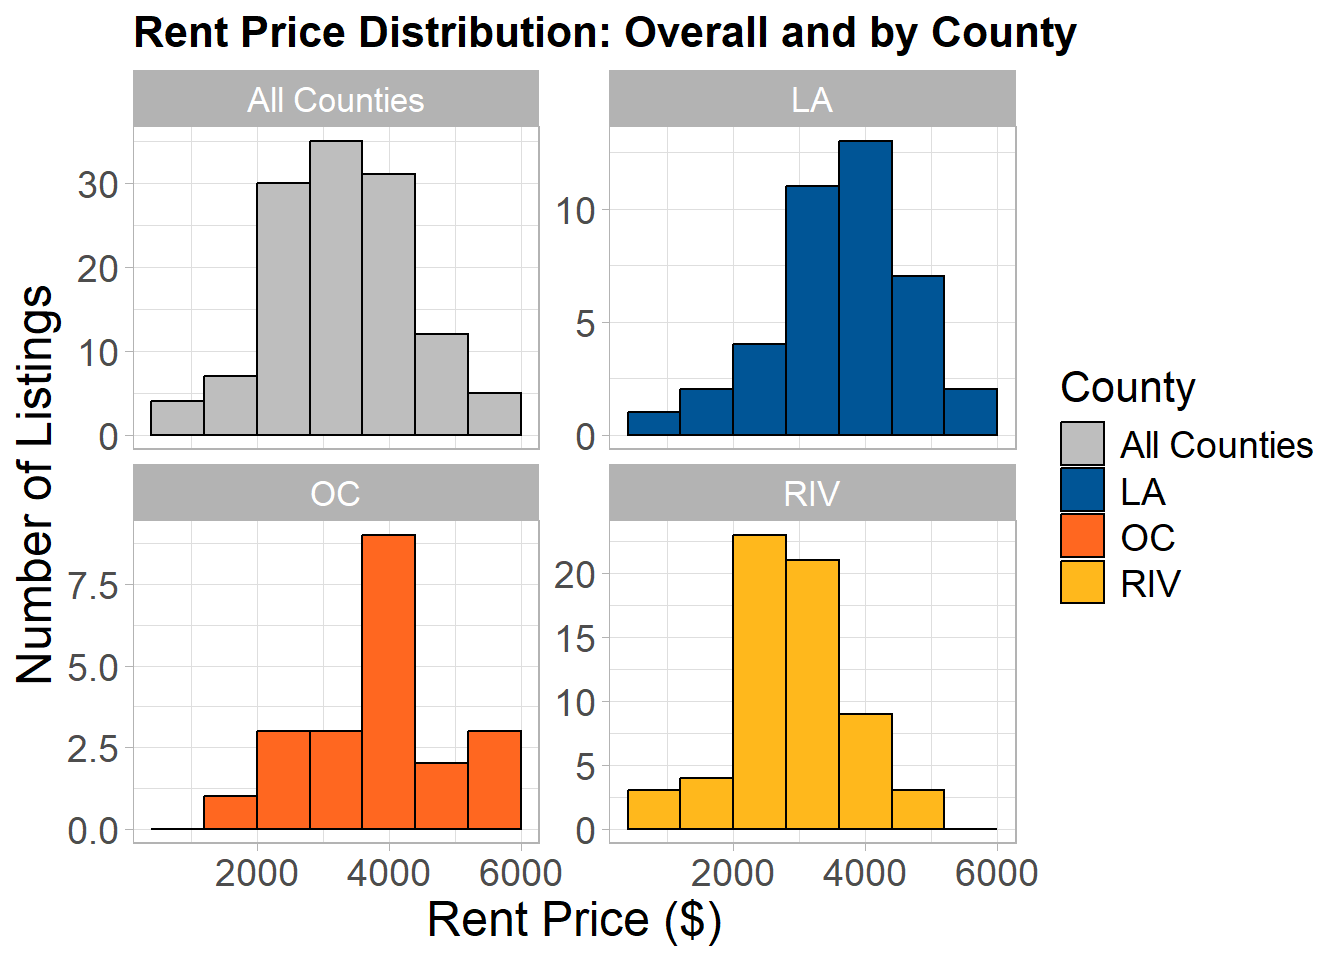 Rent Price Distribution: Overall and by County
All Counties
LA
30
20
10
0
10
5
0
OC
RIV
7.5
5.0
2.5
0.0
20
15
10
5
0
2000 4000 6000
2000 4000 6000
Rent Price ($)
Number of Listings
County
All Counties
LA
OC
RIV